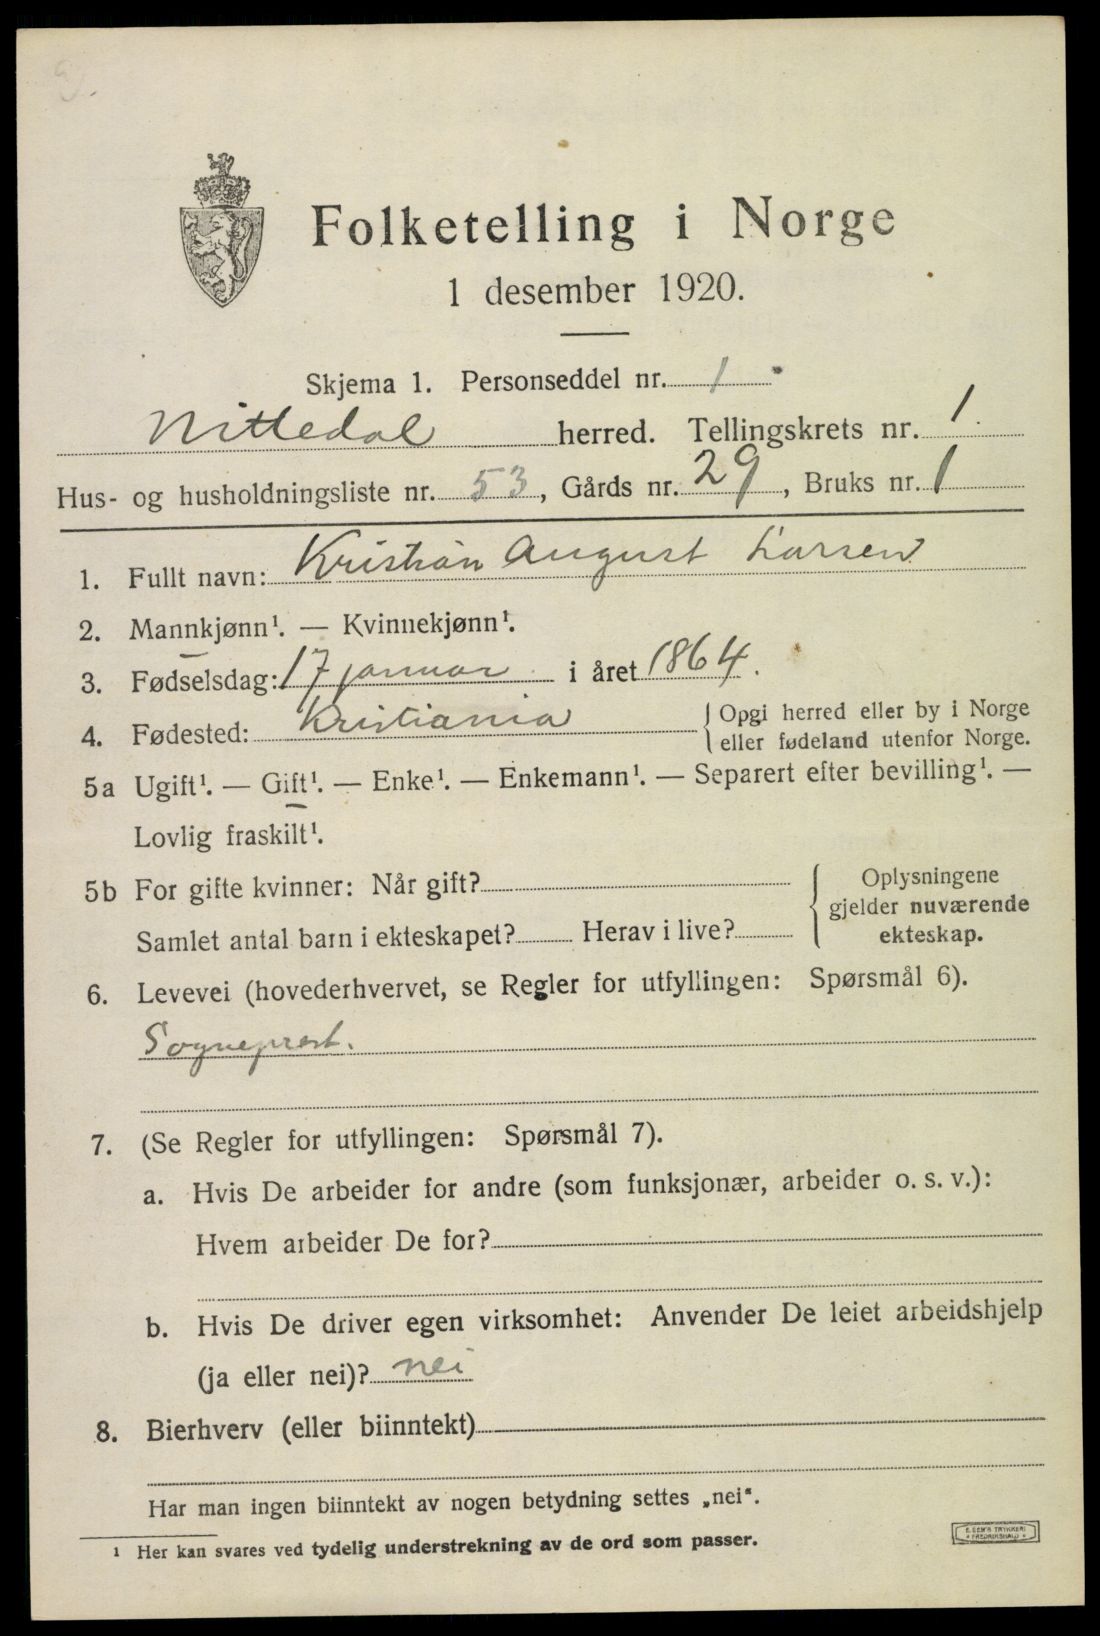 Folketelling i Norge
1 desember 1920.
Skjema 1. Personseddel nr. 1
Nittedal herred. Tellingskrets nr. 1
Hus- og husholdningsliste nr. 53, Gårds nr. 29, Bruks nr. 1
1. Fullt navn: Kristian August Larsen
2. Mannkjønn¹. — Kvinnekjønn¹.
3. Fødselsdag: 17 januar i året 1864.
4. Fødested: Kristiania { Opgi herred eller by i Norge
eller fødeland utenfor Norge.
5a Ugift¹. — Gift¹. — Enke¹. — Enkemann¹. — Separert efter bevilling¹. —
Lovlig fraskilt¹.
5b For gifte kvinner: Når gift? { Oplysningene
gjelder nuværende
Samlet antal barn i ekteskapet? Herav i live? ekteskap.
6. Levevei (hovederhvervet, se Regler for utfyllingen: Spørsmål 6).
Sogneprest.
7. (Se Regler for utfyllingen: Spørsmål 7).
a. Hvis De arbeider for andre (som funksjonær, arbeider o. s. v.):
Hvem arbeider De for?
b. Hvis De driver egen virksomhet: Anvender De leiet arbeidshjelp
(ja eller nei)? nei
8. Bierhverv (eller biinntekt)
Har man ingen biinntekt av nogen betydning settes „nei“.
¹ Her kan svares ved tydelig understrekning av de ord som passer.
E. SEM'S TRYKKERI
FREDRIKSHALD